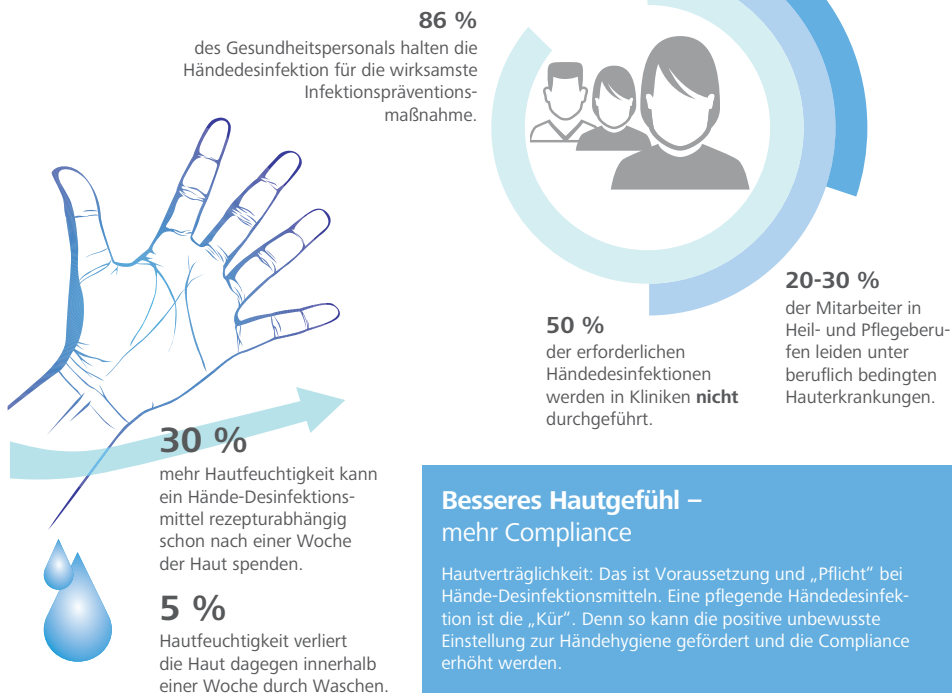 86 %
des Gesundheitspersonals halten die
Händedesinfektion für die wirksamste
Infektionspräventions-
maßnahme.
50 %
der erforderlichen
Händedesinfektionen
werden in Kliniken nicht
durchgeführt.
20-30 %
der Mitarbeiter in
Heil- und Pflegeberu-
fen leiden unter
beruflich bedingten
Hauterkrankungen.
30 %
mehr Hautfeuchtigkeit kann
ein Hände-Desinfektions-
mittel rezepturabhängig
schon nach einer Woche
der Haut spenden.
5 %
Hautfeuchtigkeit verliert
die Haut dagegen innerhalb
einer Woche durch Waschen.
Besseres Hautgefühl –
mehr Compliance
Hautverträglichkeit: Das ist Voraussetzung und „Pflicht“ bei
Hände-Desinfektionsmitteln. Eine pflegende Händedesinfek-
tion ist die „Kür“. Denn so kann die positive unbewusste
Einstellung zur Händehygiene gefördert und die Compliance
erhöht werden.